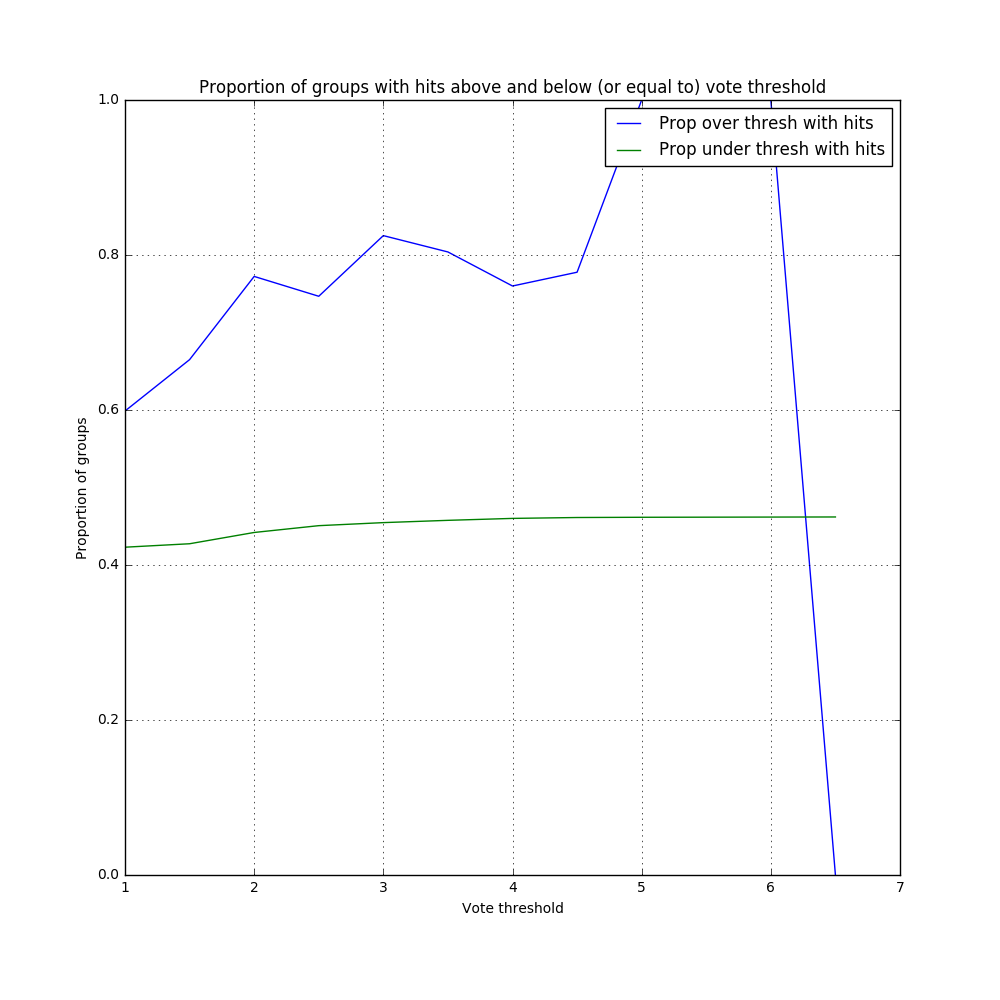 Proportion of groups with hits above and below (or equal to) vote threshold
Prop over thresh with hits
Prop under thresh with hits
Proportion of groups
1.0
0.8
0.6
0.4
0.2
0.0
1 2 3 4 5 6 7
Vote threshold